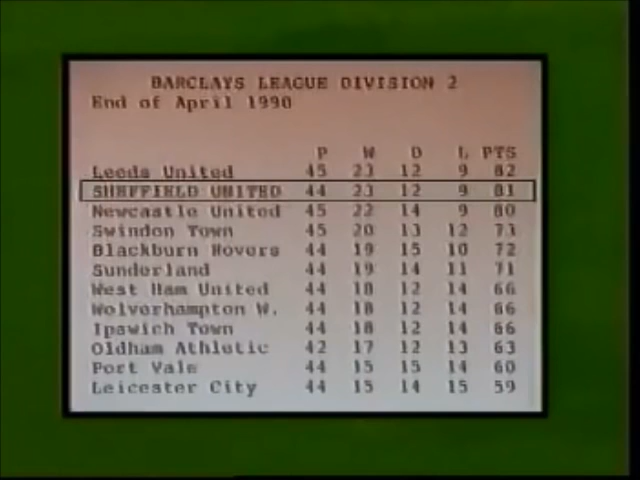 BARCLAYS LEAGUE DIVISION 2
End of April 1990
P W D L PTS
Leeds United 45 23 12 9 82
SHEFFIELD UNITED 44 23 12 9 81
Newcastle United 45 22 14 9 80
Swindon Town 45 20 13 12 73
Blackburn Rovers 44 19 15 10 72
Sunderland 44 19 14 11 71
West Ham United 44 18 12 14 66
Wolverhampton W. 44 18 12 14 66
Ipswich Town 44 18 12 14 66
Oldham Athletic 42 17 12 13 63
Port Vale 44 15 15 14 60
Leicester City 44 15 14 15 59